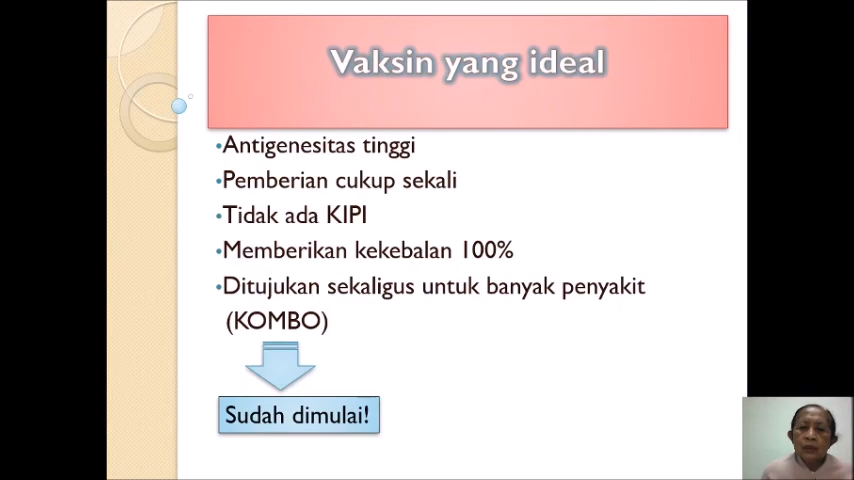 Vaksin yang ideal
•Antigenesitas tinggi
•Pemberian cukup sekali
•Tidak ada KIPI
•Memberikan kekebalan 100%
•Ditujukan sekaligus untuk banyak penyakit
(KOMBO)
Sudah dimulai!